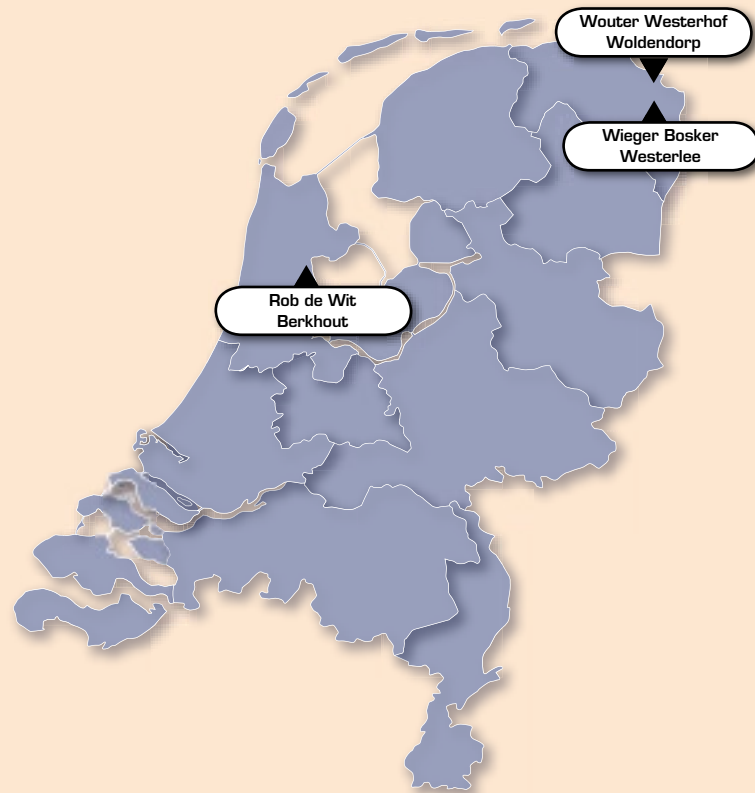 Wouter Westerhof
Woldendorp
Wieger Bosker
Westerlee
Rob de Wit
Berkhout